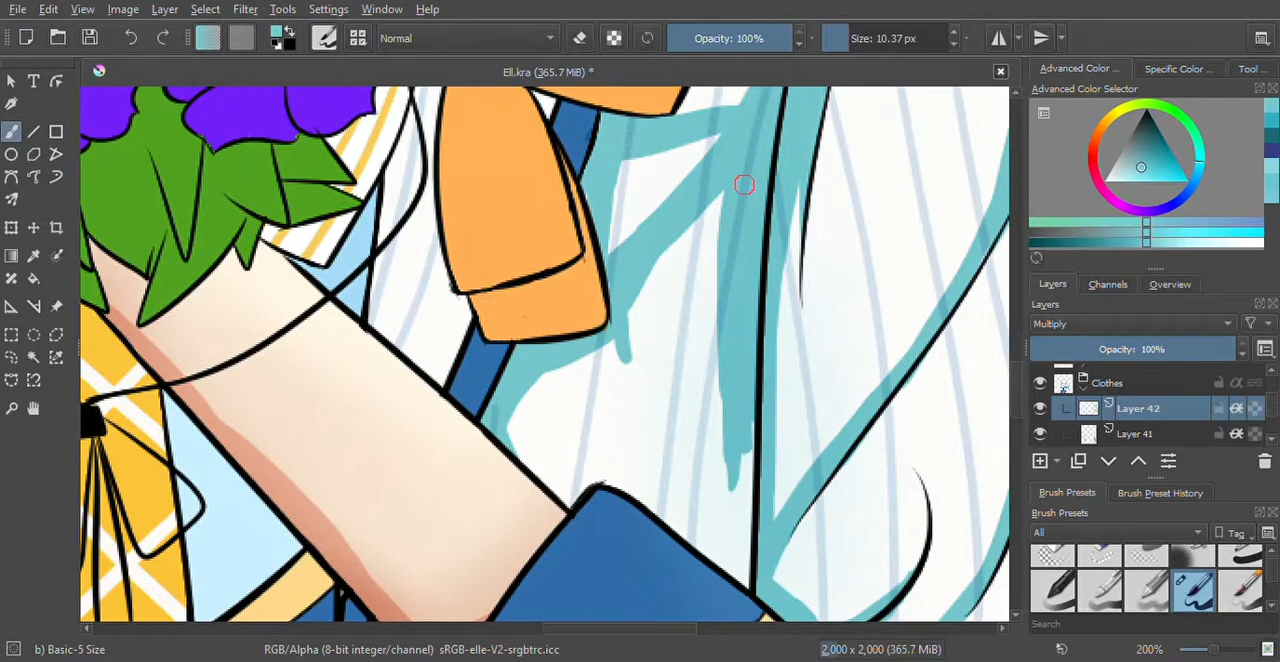 File Edit View Image Layer Select Filter Tools Settings Window Help
Normal Opacity: 100% Size: 10.37 px
Ell.kra (365.7 MiB) *
Advanced Color ... Specific Color ... Tool ...
Advanced Color Selector
Layers Channels Overview
Layers
Multiply
Opacity: 100%
Clothes
Layer 42
Layer 41
Brush Presets Brush Preset History
Brush Presets
All Tag
Search
b) Basic-5 Size RGB/Alpha (8-bit integer/channel) sRGB-elle-V2-srgbtrc.icc 2,000 x 2,000 (365.7 MiB) 200%